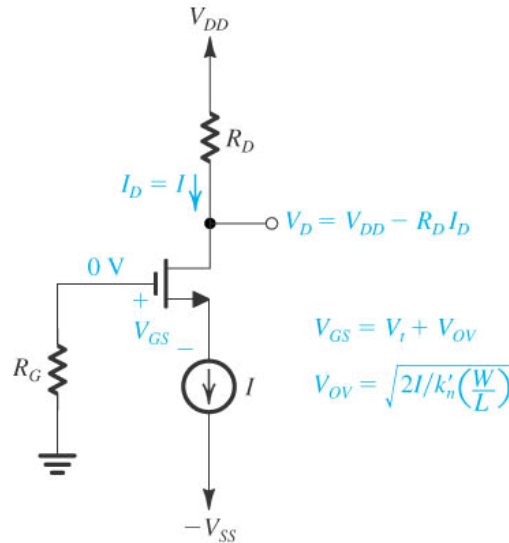 V_DD
R_D
I_D = I
V_D = V_DD − R_D I_D
0 V
+
V_GS
−
V_GS = V_t + V_OV
R_G
I
V_OV = √(2I/k′_n(W/L))
−V_SS